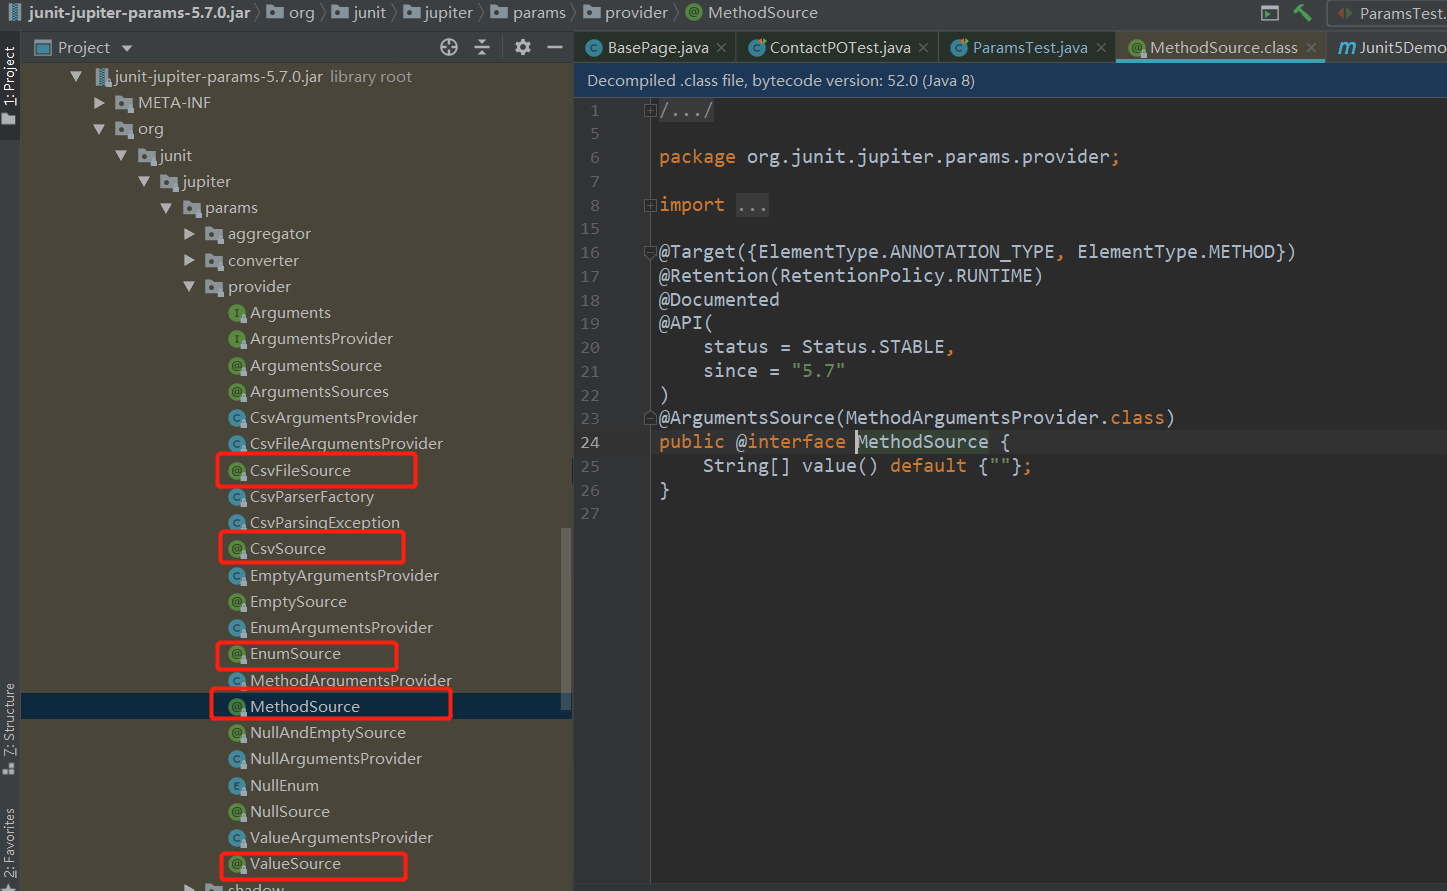 junit-jupiter-params-5.7.0.jar org junit jupiter params provider MethodSource
ParamsTest.
Project
BasePage.java ContactPOTest.java ParamsTest.java MethodSource.class Junit5Demo
1: Project
7: Structure
2: Favorites
junit-jupiter-params-5.7.0.jar library root
META-INF
org
junit
jupiter
params
aggregator
converter
provider
Arguments
ArgumentsProvider
ArgumentsSource
ArgumentsSources
CsvArgumentsProvider
CsvFileArgumentsProvider
CsvFileSource
CsvParserFactory
CsvParsingException
CsvSource
EmptyArgumentsProvider
EmptySource
EnumArgumentsProvider
EnumSource
MethodArgumentsProvider
MethodSource
NullAndEmptySource
NullArgumentsProvider
NullEnum
NullSource
ValueArgumentsProvider
ValueSource
shadow
Decompiled .class file, bytecode version: 52.0 (Java 8)
1 /.../
5
6 package org.junit.jupiter.params.provider;
7
8 import ...
15
16 @Target({ElementType.ANNOTATION_TYPE, ElementType.METHOD})
17 @Retention(RetentionPolicy.RUNTIME)
18 @Documented
19 @API(
20 status = Status.STABLE,
21 since = "5.7"
22 )
23 @ArgumentsSource(MethodArgumentsProvider.class)
24 public @interface MethodSource {
25 String[] value() default {""};
26 }
27